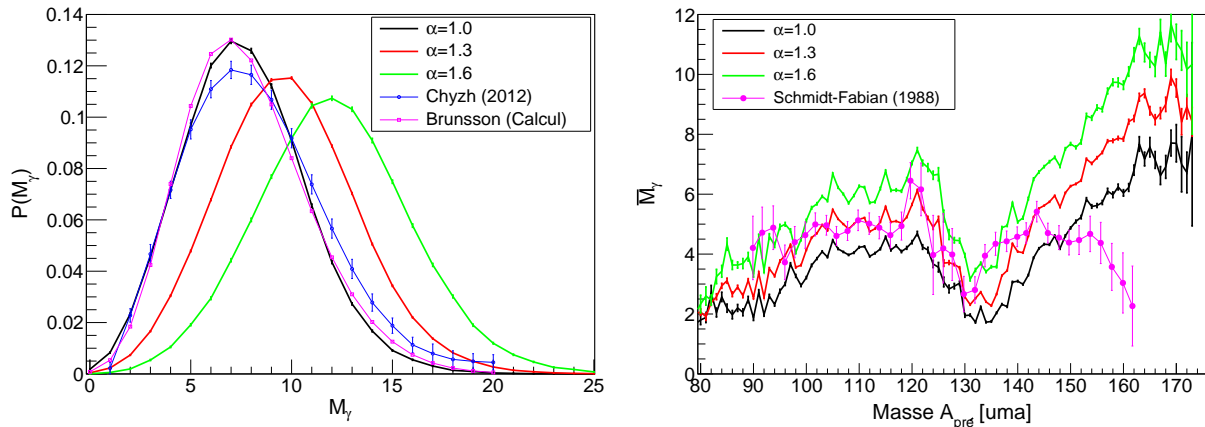 0.14
0.12
0.1
0.08
0.06
0.04
0.02
0
P(Mγ)
α=1.0
α=1.3
α=1.6
Chyzh (2012)
Brunsson (Calcul)
0 5 10 15 20 25
Mγ
12
10
8
6
4
2
0
M̅γ
α=1.0
α=1.3
α=1.6
Schmidt-Fabian (1988)
80 90 100 110 120 130 140 150 160 170
Masse Apré [uma]